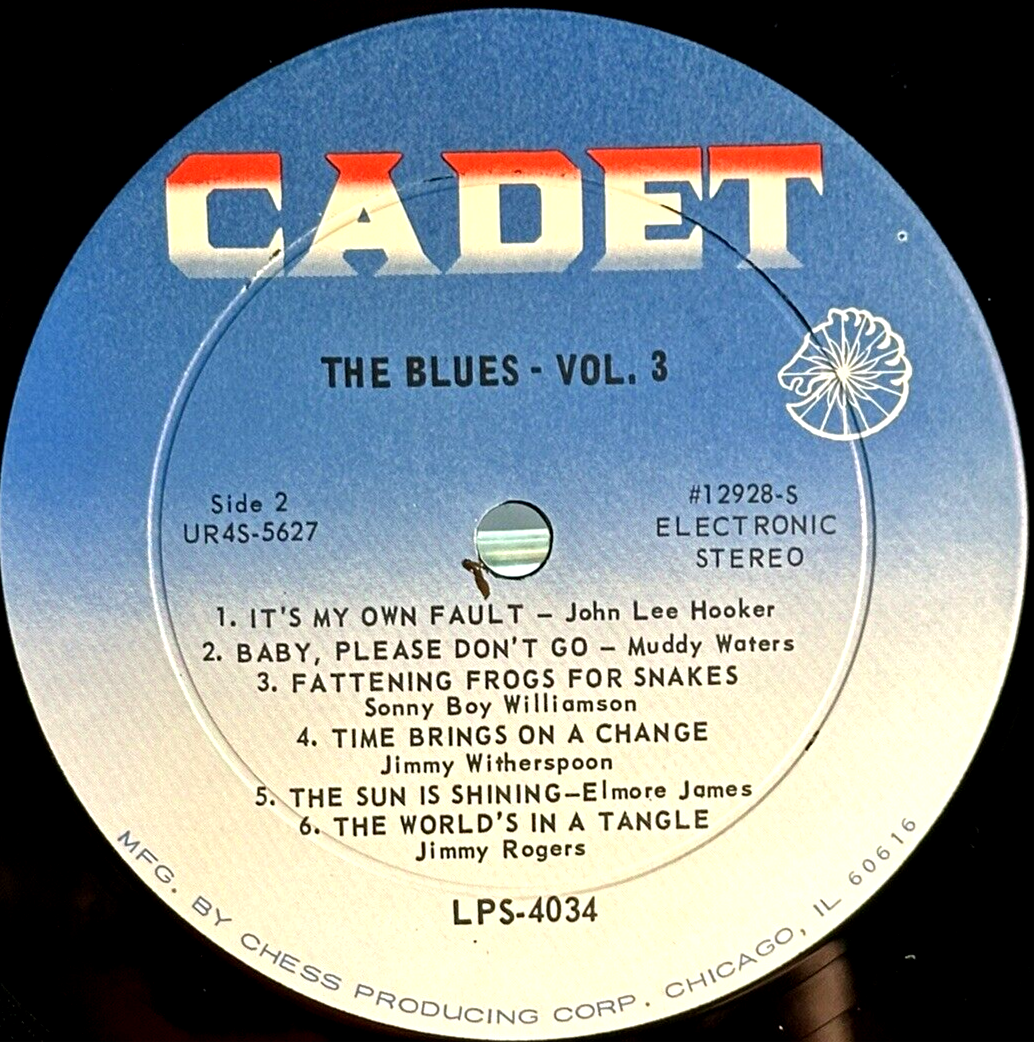 CADET
THE BLUES - VOL. 3
Side 2
UR4S-5627
#12928-S
ELECTRONIC
STEREO
1. IT'S MY OWN FAULT – John Lee Hooker
2. BABY, PLEASE DON'T GO – Muddy Waters
3. FATTENING FROGS FOR SNAKES
Sonny Boy Williamson
4. TIME BRINGS ON A CHANGE
Jimmy Witherspoon
5. THE SUN IS SHINING–Elmore James
6. THE WORLD'S IN A TANGLE
Jimmy Rogers
LPS-4034
MFG. BY CHESS PRODUCING CORP. CHICAGO, IL 60616